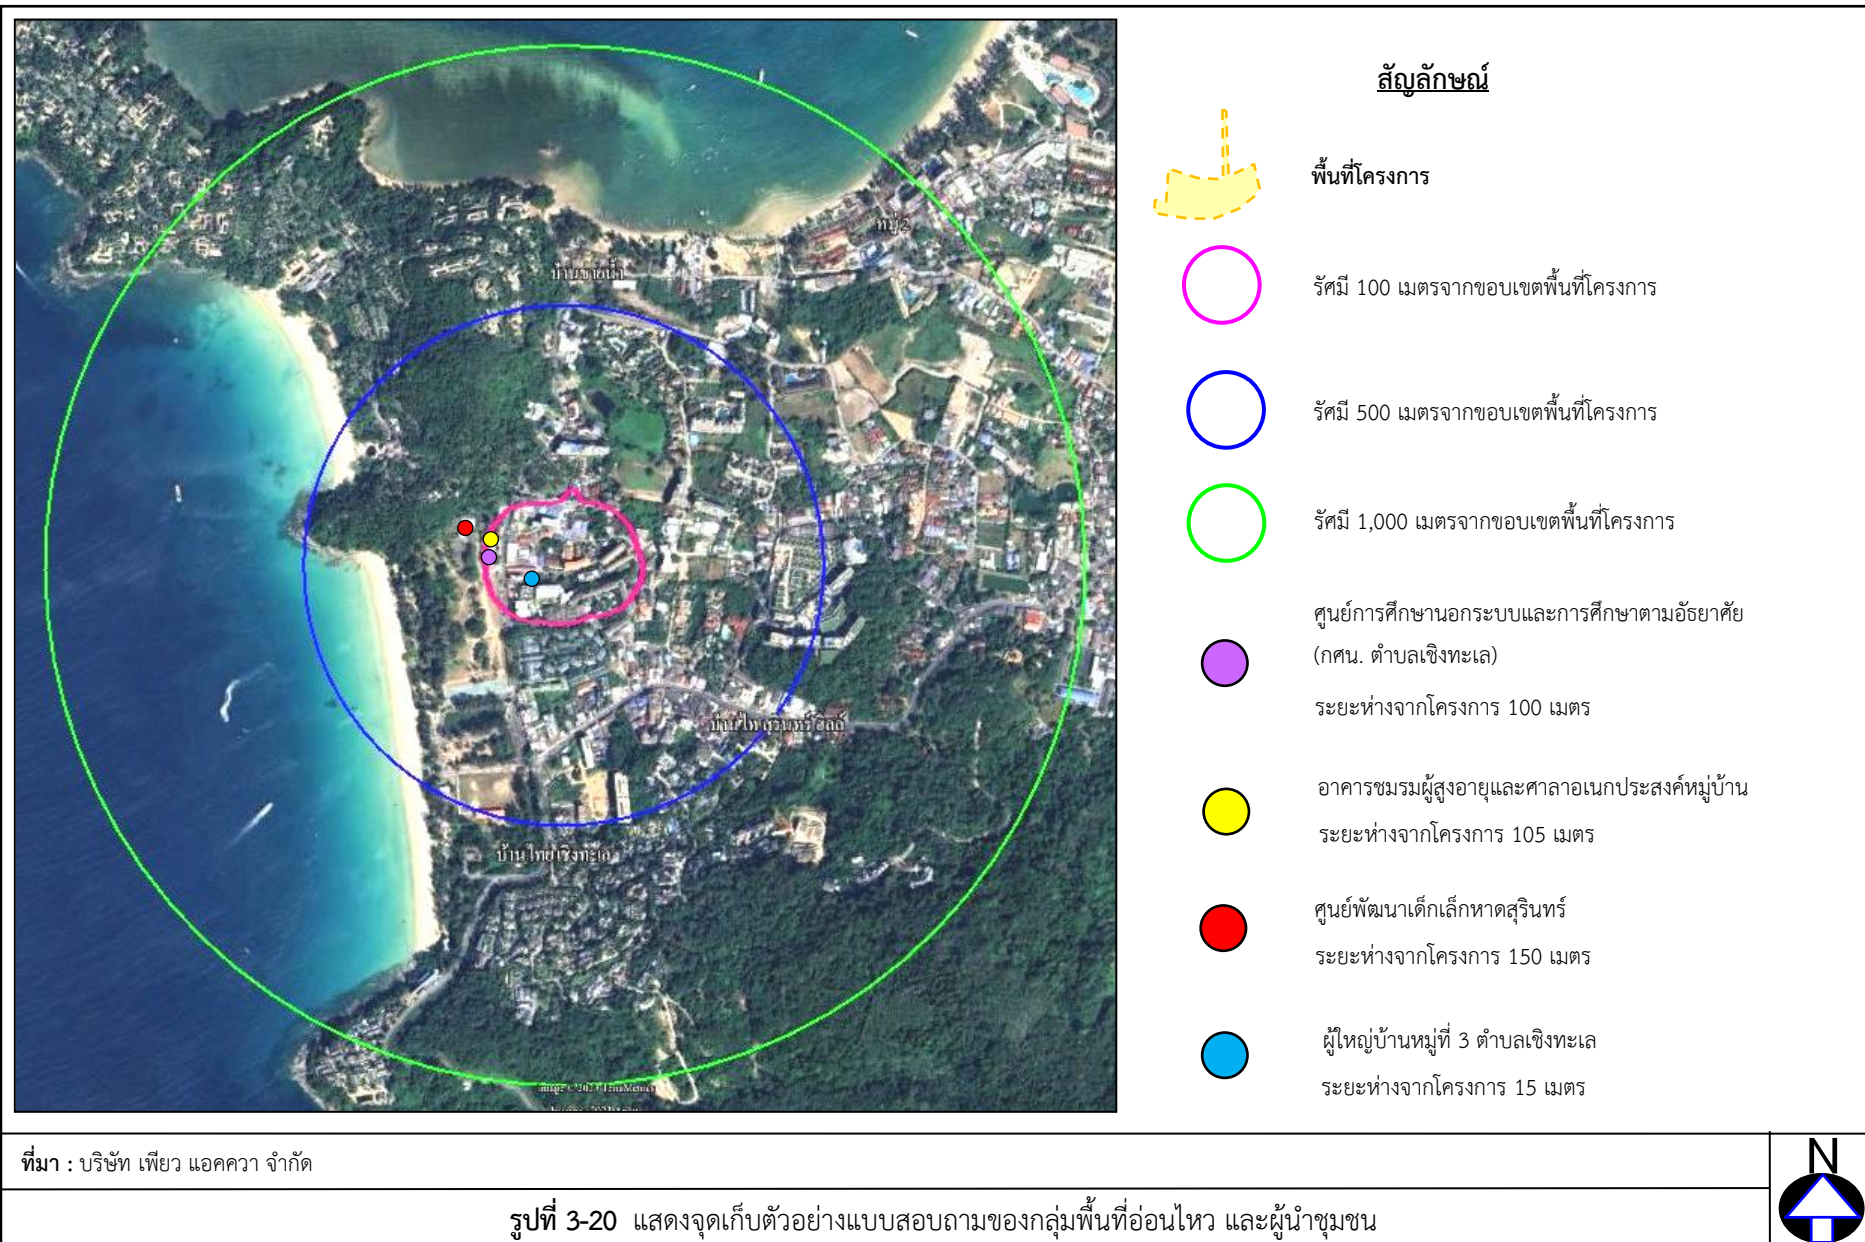 สัญลักษณ์
พื้นที่โครงการ
รัศมี 100 เมตรจากขอบเขตพื้นที่โครงการ
รัศมี 500 เมตรจากขอบเขตพื้นที่โครงการ
รัศมี 1,000 เมตรจากขอบเขตพื้นที่โครงการ
ศูนย์การศึกษานอกระบบและการศึกษาตามอัธยาศัย
(กศน. ตำบลเชิงทะเล)
ระยะห่างจากโครงการ 100 เมตร
อาคารชมรมผู้สูงอายุและศาลาอเนกประสงค์หมู่บ้าน
ระยะห่างจากโครงการ 105 เมตร
ศูนย์พัฒนาเด็กเล็กหาดสุรินทร์
ระยะห่างจากโครงการ 150 เมตร
ผู้ใหญ่บ้านหมู่ที่ 3 ตำบลเชิงทะเล
ระยะห่างจากโครงการ 15 เมตร
หมู่ 2
บ้านชายน้ำ
บ้านไทยสุรินทร์ ฮิลล์
บ้านไทยเชิงทะเล
ที่มา : บริษัท เพียว แอคควา จำกัด
N
รูปที่ 3-20 แสดงจุดเก็บตัวอย่างแบบสอบถามของกลุ่มพื้นที่อ่อนไหว และผู้นำชุมชน